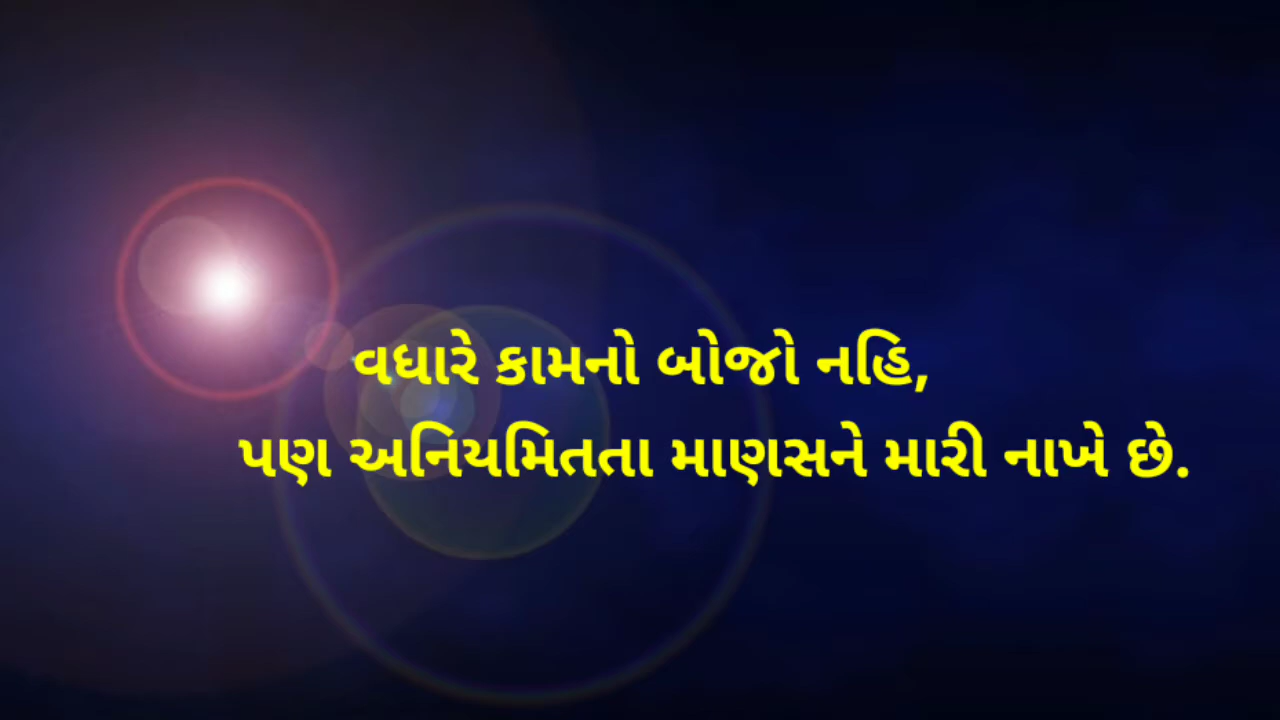 વધારે કામનો બોજો નહિ,
પણ અનિયમિતતા માણસને મારી નાખે છે.